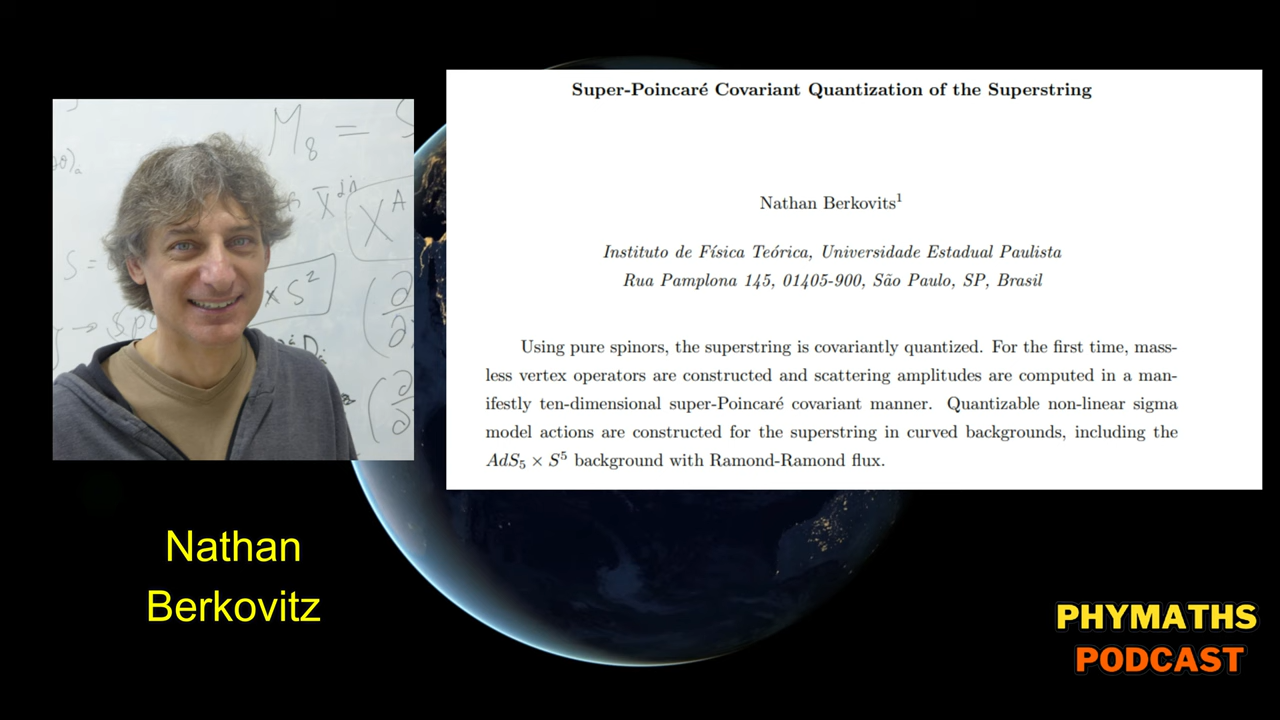 Super-Poincaré Covariant Quantization of the Superstring
Nathan Berkovits¹
Instituto de Física Teórica, Universidade Estadual Paulista
Rua Pamplona 145, 01405-900, São Paulo, SP, Brasil
Using pure spinors, the superstring is covariantly quantized. For the first time, mass-
less vertex operators are constructed and scattering amplitudes are computed in a man-
ifestly ten-dimensional super-Poincaré covariant manner. Quantizable non-linear sigma
model actions are constructed for the superstring in curved backgrounds, including the
AdS₅ × S⁵ background with Ramond-Ramond flux.
M₈ =
X^A
x S²
Nathan
Berkovitz
PHYMATHS
PODCAST